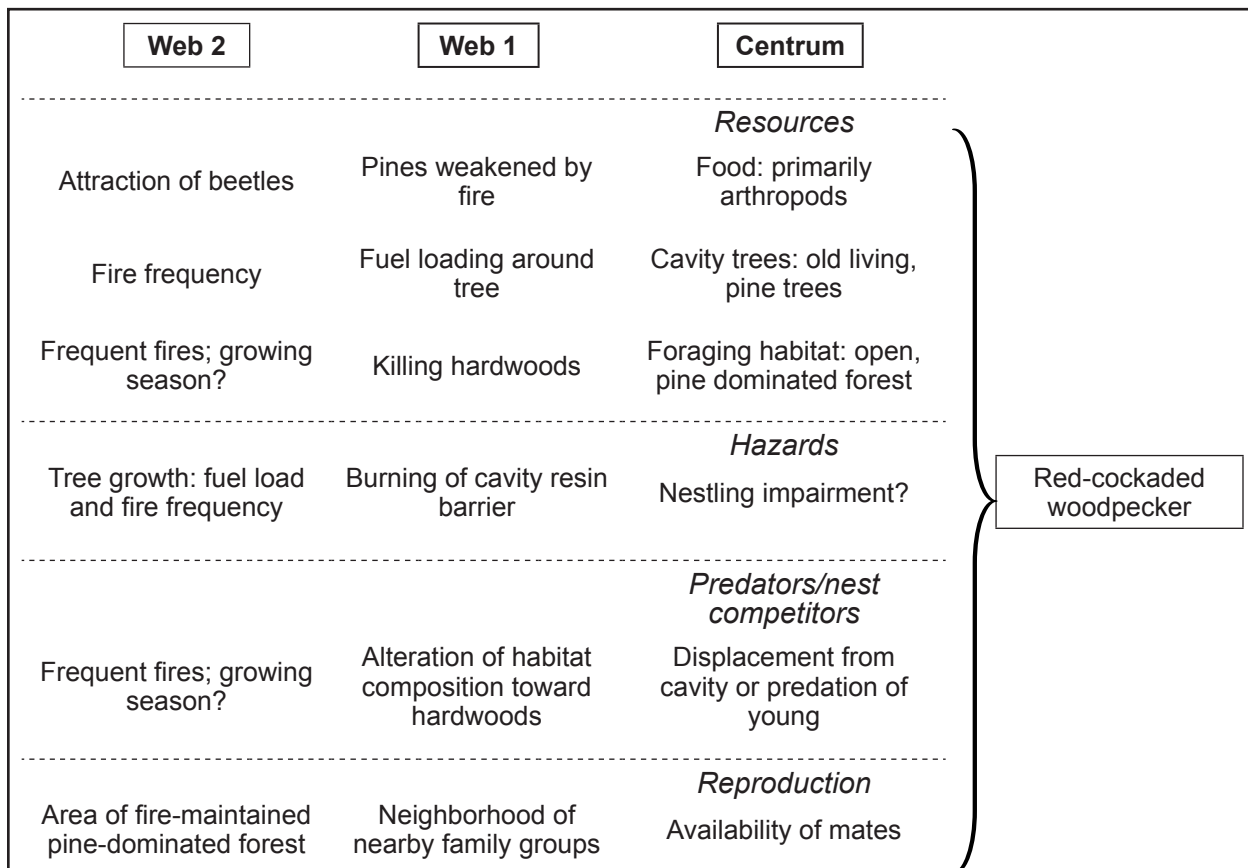 Web 2
Web 1
Centrum
Resources
Attraction of beetles
Pines weakened by
fire
Food: primarily
arthropods
Fire frequency
Fuel loading around
tree
Cavity trees: old living,
pine trees
Frequent fires; growing
season?
Killing hardwoods
Foraging habitat: open,
pine dominated forest
Hazards
Tree growth: fuel load
and fire frequency
Burning of cavity resin
barrier
Nestling impairment?
Red-cockaded
woodpecker
Predators/nest
competitors
Frequent fires; growing
season?
Alteration of habitat
composition toward
hardwoods
Displacement from
cavity or predation of
young
Reproduction
Area of fire-maintained
pine-dominated forest
Neighborhood of
nearby family groups
Availability of mates